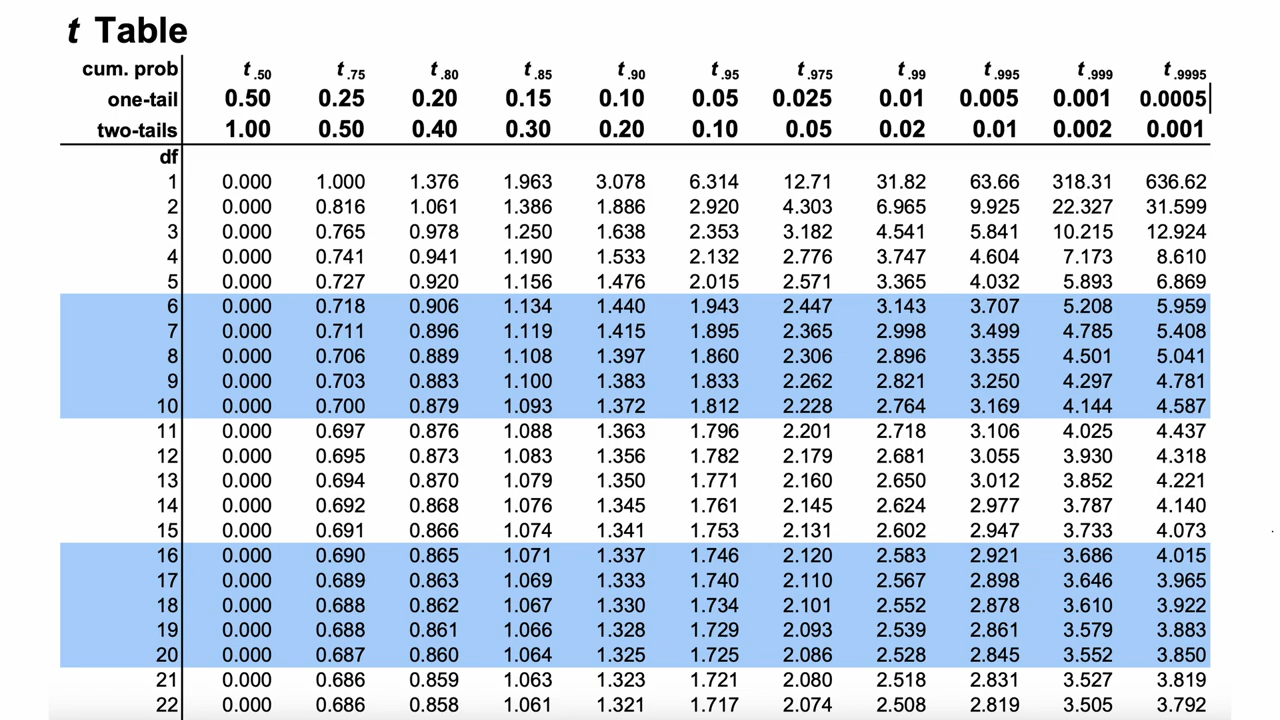 t Table
cum. prob t .50 t .75 t .80 t .85 t .90 t .95 t .975 t .99 t .995 t .999 t .9995
one-tail 0.50 0.25 0.20 0.15 0.10 0.05 0.025 0.01 0.005 0.001 0.0005
two-tails 1.00 0.50 0.40 0.30 0.20 0.10 0.05 0.02 0.01 0.002 0.001
df
1 0.000 1.000 1.376 1.963 3.078 6.314 12.71 31.82 63.66 318.31 636.62
2 0.000 0.816 1.061 1.386 1.886 2.920 4.303 6.965 9.925 22.327 31.599
3 0.000 0.765 0.978 1.250 1.638 2.353 3.182 4.541 5.841 10.215 12.924
4 0.000 0.741 0.941 1.190 1.533 2.132 2.776 3.747 4.604 7.173 8.610
5 0.000 0.727 0.920 1.156 1.476 2.015 2.571 3.365 4.032 5.893 6.869
6 0.000 0.718 0.906 1.134 1.440 1.943 2.447 3.143 3.707 5.208 5.959
7 0.000 0.711 0.896 1.119 1.415 1.895 2.365 2.998 3.499 4.785 5.408
8 0.000 0.706 0.889 1.108 1.397 1.860 2.306 2.896 3.355 4.501 5.041
9 0.000 0.703 0.883 1.100 1.383 1.833 2.262 2.821 3.250 4.297 4.781
10 0.000 0.700 0.879 1.093 1.372 1.812 2.228 2.764 3.169 4.144 4.587
11 0.000 0.697 0.876 1.088 1.363 1.796 2.201 2.718 3.106 4.025 4.437
12 0.000 0.695 0.873 1.083 1.356 1.782 2.179 2.681 3.055 3.930 4.318
13 0.000 0.694 0.870 1.079 1.350 1.771 2.160 2.650 3.012 3.852 4.221
14 0.000 0.692 0.868 1.076 1.345 1.761 2.145 2.624 2.977 3.787 4.140
15 0.000 0.691 0.866 1.074 1.341 1.753 2.131 2.602 2.947 3.733 4.073
16 0.000 0.690 0.865 1.071 1.337 1.746 2.120 2.583 2.921 3.686 4.015
17 0.000 0.689 0.863 1.069 1.333 1.740 2.110 2.567 2.898 3.646 3.965
18 0.000 0.688 0.862 1.067 1.330 1.734 2.101 2.552 2.878 3.610 3.922
19 0.000 0.688 0.861 1.066 1.328 1.729 2.093 2.539 2.861 3.579 3.883
20 0.000 0.687 0.860 1.064 1.325 1.725 2.086 2.528 2.845 3.552 3.850
21 0.000 0.686 0.859 1.063 1.323 1.721 2.080 2.518 2.831 3.527 3.819
22 0.000 0.686 0.858 1.061 1.321 1.717 2.074 2.508 2.819 3.505 3.792